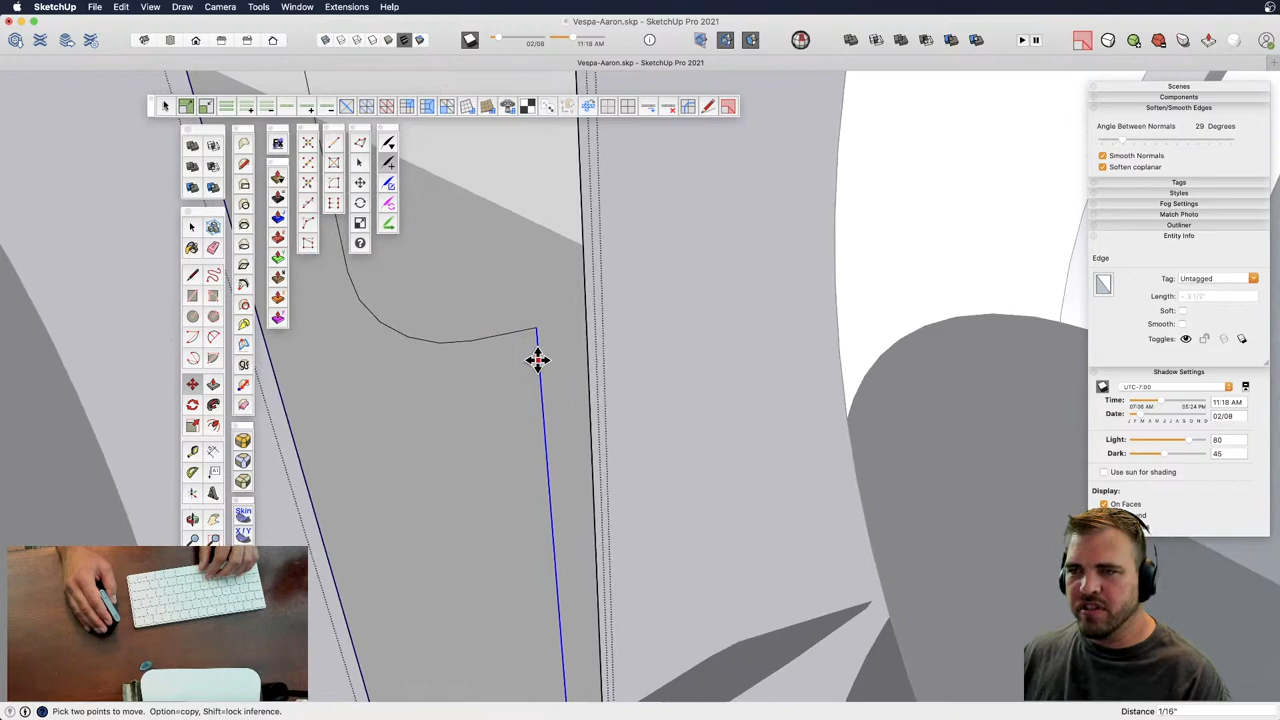 SketchUp File Edit View Draw Camera Tools Window Extensions Help
Vespa-Aaron.skp - SketchUp Pro 2021
02/08 11:18 AM
Vespa-Aaron.skp - SketchUp Pro 2021
Scenes
Components
Soften/Smooth Edges
Angle Between Normals 29 Degrees
Smooth Normals
Soften coplanar
Tags
Styles
Fog Settings
Match Photo
Outliner
Entity Info
Edge
Tag: Untagged
Length: ~ 3 1/2"
Soft:
Smooth:
Toggles:
Shadow Settings
UTC-7:00
Time: 11:18 AM
07:06 AM 05:24 PM
Date: 02/08
J F M A M J J A S O N D
Light: 80
Dark: 45
Use sun for shading
Display:
On Faces
Skin
X/Y
Pick two points to move. Option=copy, Shift=lock inference.
Distance 1/16"